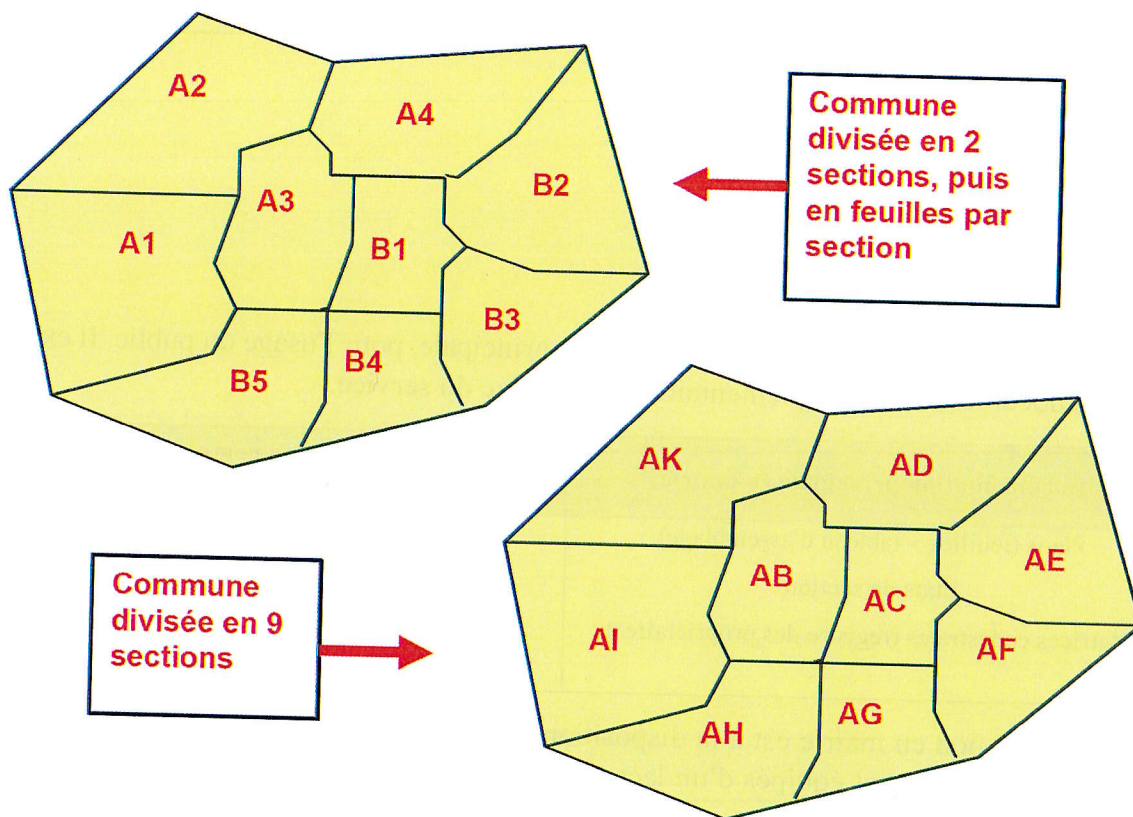 A2
A4
Commune
divisée en 2
sections, puis
en feuilles par
section
B2
A3
A1
B1
B3
B4
B5
AK
AD
AE
AB
AC
Commune
divisée en 9
sections
AI
AF
AG
AH